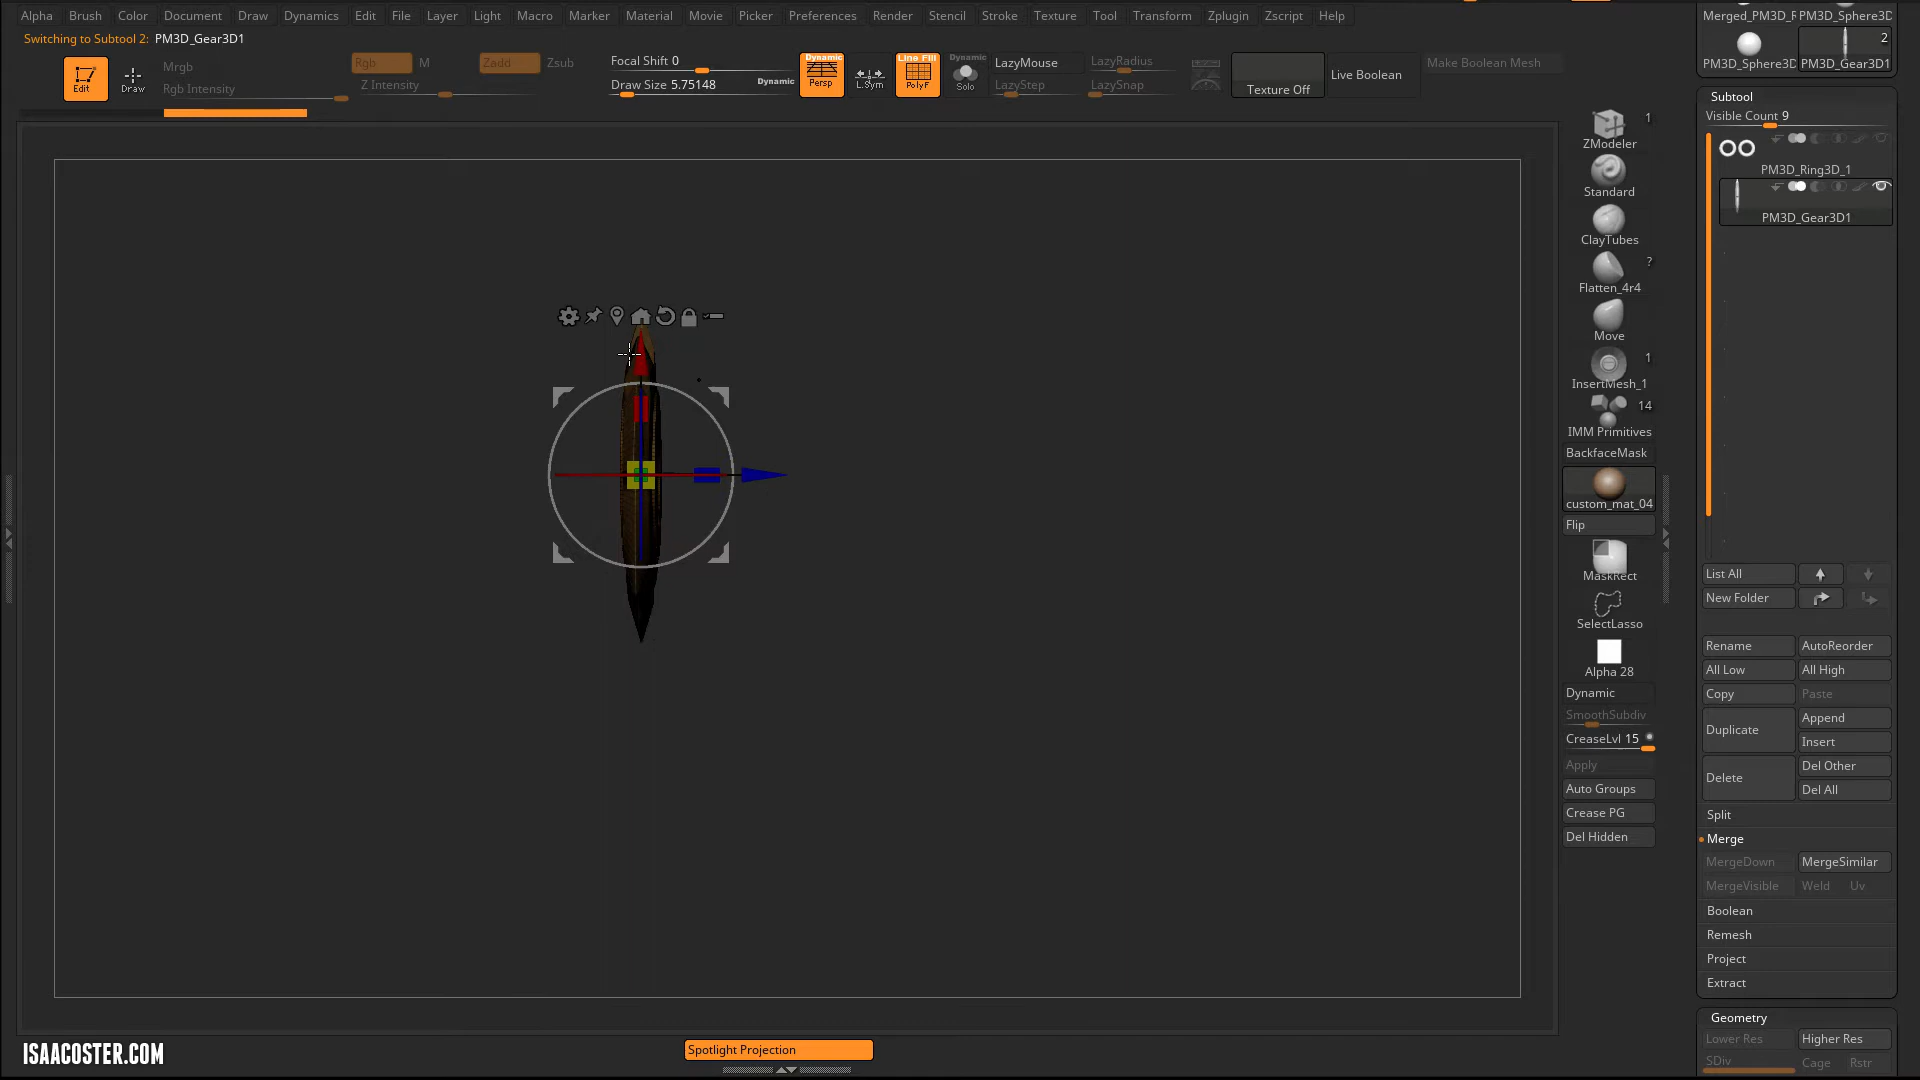 Alpha Brush Color Document Draw Dynamics Edit File Layer Light Macro Marker Material Movie Picker Preferences Render Stencil Stroke Texture Tool Transform Zplugin Zscript Help
Switching to Subtool 2: PM3D_Gear3D1
Edit
Draw
Mrgb
Rgb Intensity
Rgb
M
Zadd
Zsub
Z Intensity
Focal Shift 0
Draw Size 5.75148
Dynamic
Dynamic
Persp
L.Sym
Line Fill
PolyF
Dynamic
Solo
LazyMouse
LazyRadius
LazyStep
LazySnap
Texture Off
Live Boolean
Make Boolean Mesh
1
ZModeler
Standard
ClayTubes
?
Flatten_4r4
Move
1
InsertMesh_1
14
IMM Primitives
BackfaceMask
custom_mat_04
Flip
MaskRect
SelectLasso
Alpha 28
Dynamic
SmoothSubdiv
CreaseLvl 15
Apply
Auto Groups
Crease PG
Del Hidden
Merged_PM3D_R PM3D_Sphere3D
2
PM3D_Sphere3D PM3D_Gear3D1
Subtool
Visible Count 9
PM3D_Ring3D_1
PM3D_Gear3D1
List All
New Folder
Rename AutoReorder
All Low All High
Copy Paste
Duplicate
Append
Insert
Delete
Del Other
Del All
Split
Merge
MergeDown MergeSimilar
MergeVisible Weld Uv
Boolean
Remesh
Project
Extract
Geometry
Lower Res Higher Res
SDiv Cage Rstr
ISAACOSTER.COM
Spotlight Projection